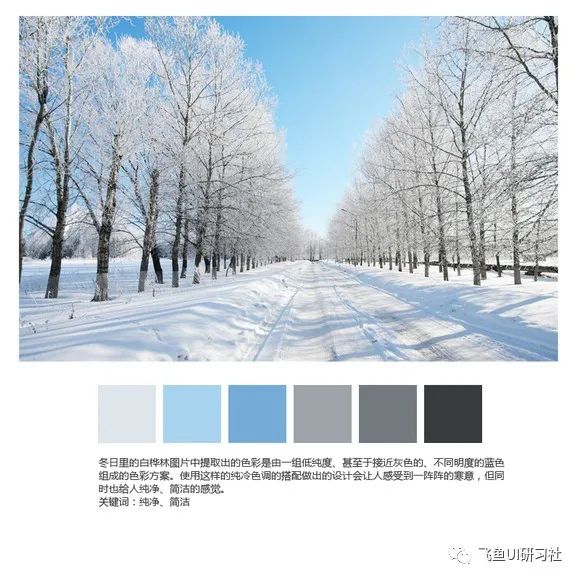 冬日里的白桦林图片中提取出的色彩是由一组低纯度、甚至于接近灰色的、不同明度的蓝色
组成的色彩方案。使用这样的纯冷色调的搭配做出的设计会让人感受到一阵阵的寒意，但同
时也给人纯净、简洁的感觉。
关键词：纯净、简洁
飞鱼UI研习社